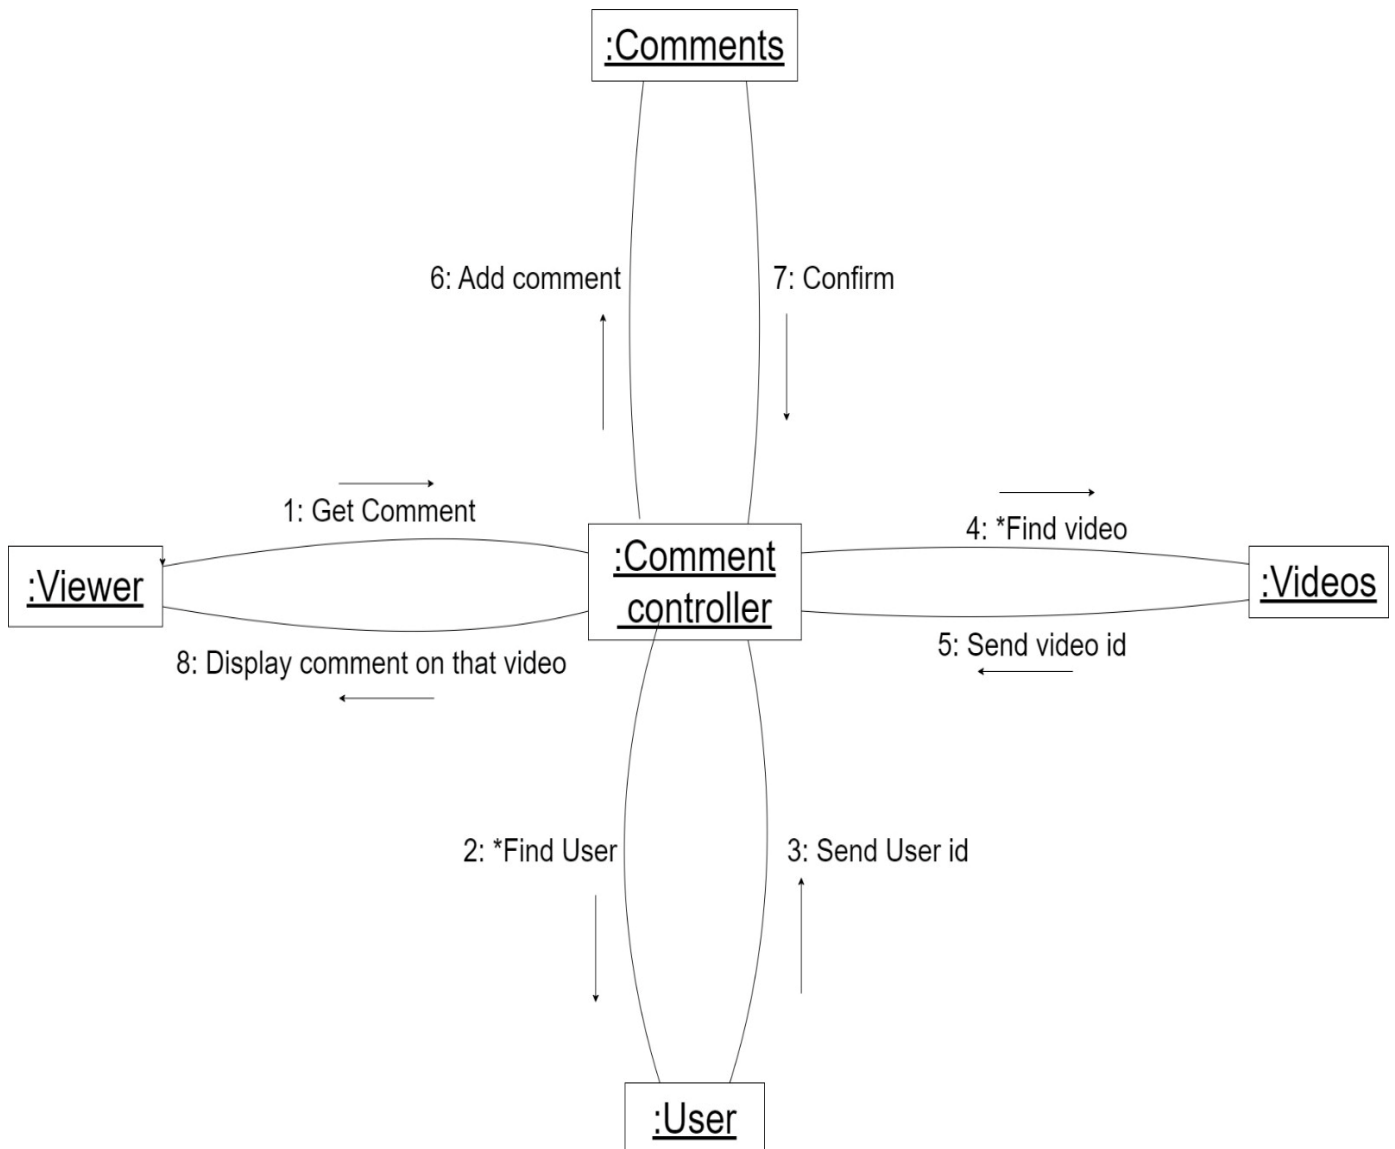 :Comments
6: Add comment
7: Confirm
1: Get Comment
4: *Find video
:Viewer
:Comment
controller
:Videos
8: Display comment on that video
5: Send video id
2: *Find User
3: Send User id
:User